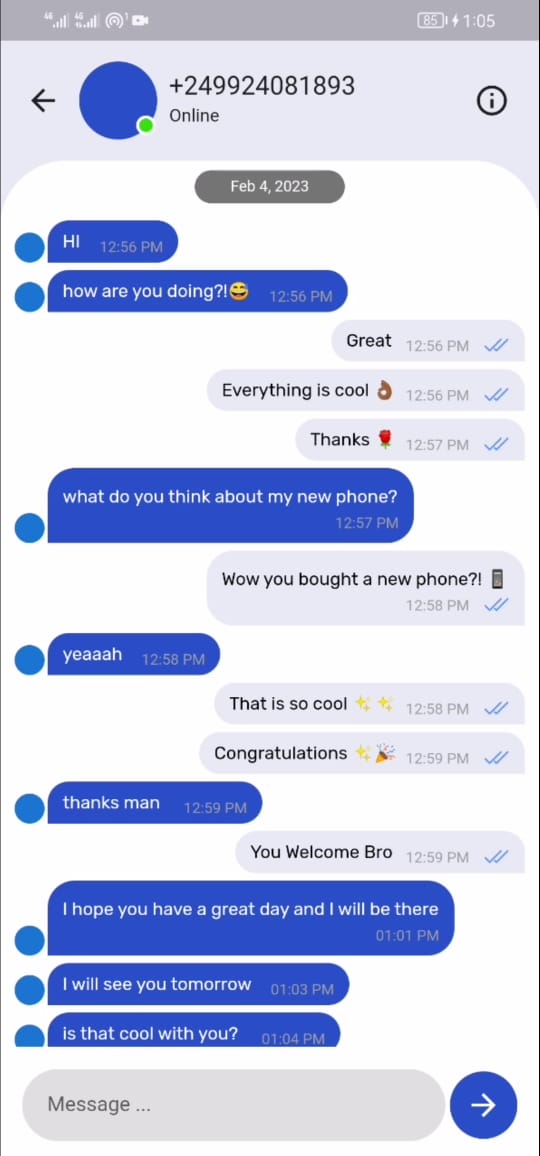 4G 4G 1 85 1:05
+249924081893
Online
Feb 4, 2023
HI 12:56 PM
how are you doing?!😅 12:56 PM
Great 12:56 PM
Everything is cool 👌🏾 12:56 PM
Thanks 🌹 12:57 PM
what do you think about my new phone?
12:57 PM
Wow you bought a new phone?! 📱
12:58 PM
yeaaah 12:58 PM
That is so cool ✨ ✨ 12:58 PM
Congratulations ✨🎉 12:59 PM
thanks man 12:59 PM
You Welcome Bro 12:59 PM
I hope you have a great day and I will be there
01:01 PM
I will see you tomorrow 01:03 PM
is that cool with you? 01:04 PM
Message ...